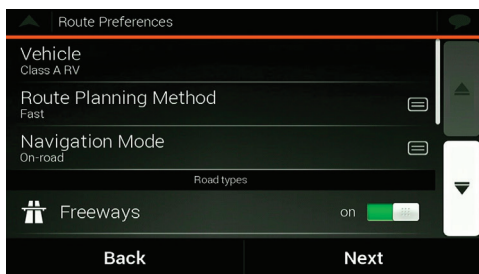 Route Preferences
Vehicle
Class A RV
Route Planning Method
Fast
Navigation Mode
On-road
Road types
Freeways on
Back Next